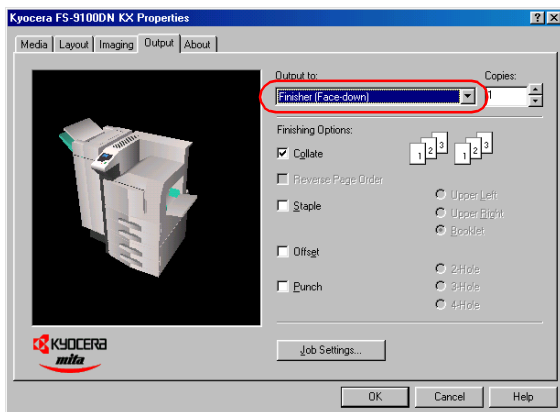 Kyocera FS-9100DN KX Properties
Media Layout Imaging Output About
Output to: Copies:
Finisher (Face-down) 1
Finishing Options:
Collate
1 2 3 1 2 3
Reverse Page Order
Staple
Upper Left
Upper Right
Booklet
Offset
Punch
2-Hole
3-Hole
4-Hole
KYOCERA
mita
Job Settings...
OK Cancel Help